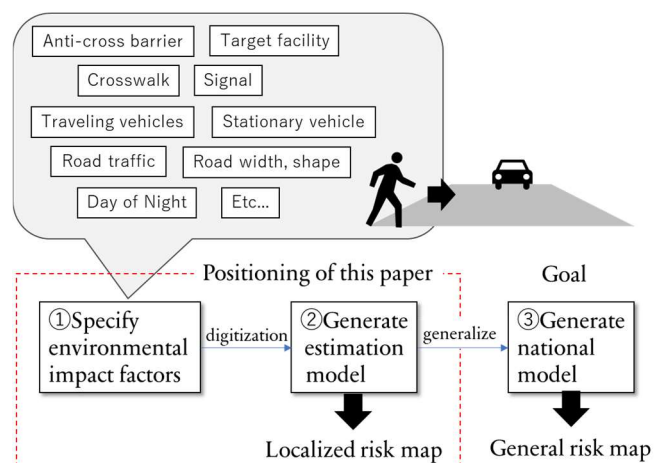 Anti-cross barrier
Target facility
Crosswalk
Signal
Traveling vehicles
Stationary vehicle
Road traffic
Road width, shape
Day of Night
Etc...
Positioning of this paper
Goal
①Specify
environmental
impact factors
digitization
②Generate
estimation
model
generalize
③Generate
national
model
Localized risk map
General risk map